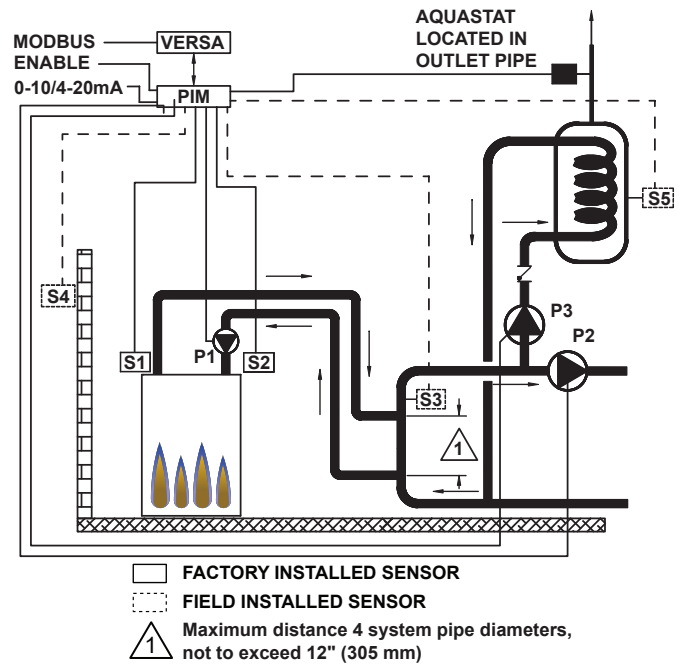 AQUASTAT
LOCATED IN
OUTLET PIPE
MODBUS
VERSA
ENABLE
0-10/4-20mA
PIM
S5
S4
P3
P2
S1
P1
S2
S3
1
FACTORY INSTALLED SENSOR
FIELD INSTALLED SENSOR
1
Maximum distance 4 system pipe diameters,
not to exceed 12" (305 mm)